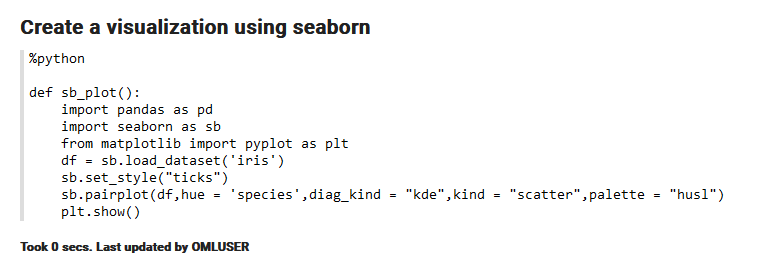 Create a visualization using seaborn
%python
def sb_plot():
    import pandas as pd
    import seaborn as sb
    from matplotlib import pyplot as plt
    df = sb.load_dataset('iris')
    sb.set_style("ticks")
    sb.pairplot(df,hue = 'species',diag_kind = "kde",kind = "scatter",palette = "husl")
    plt.show()
Took 0 secs. Last updated by OMLUSER